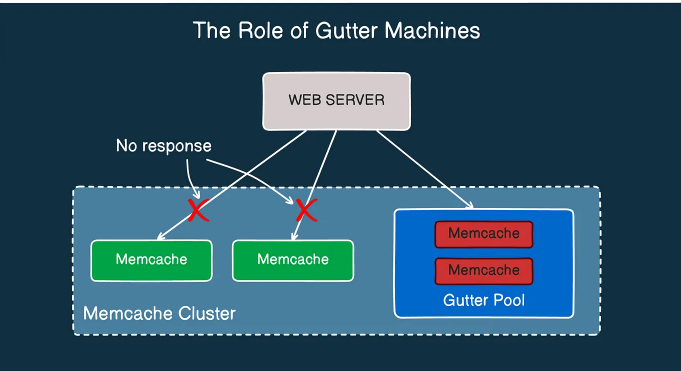 The Role of Gutter Machines
WEB SERVER
No response
Memcache
Memcache
Memcache
Memcache
Gutter Pool
Memcache Cluster